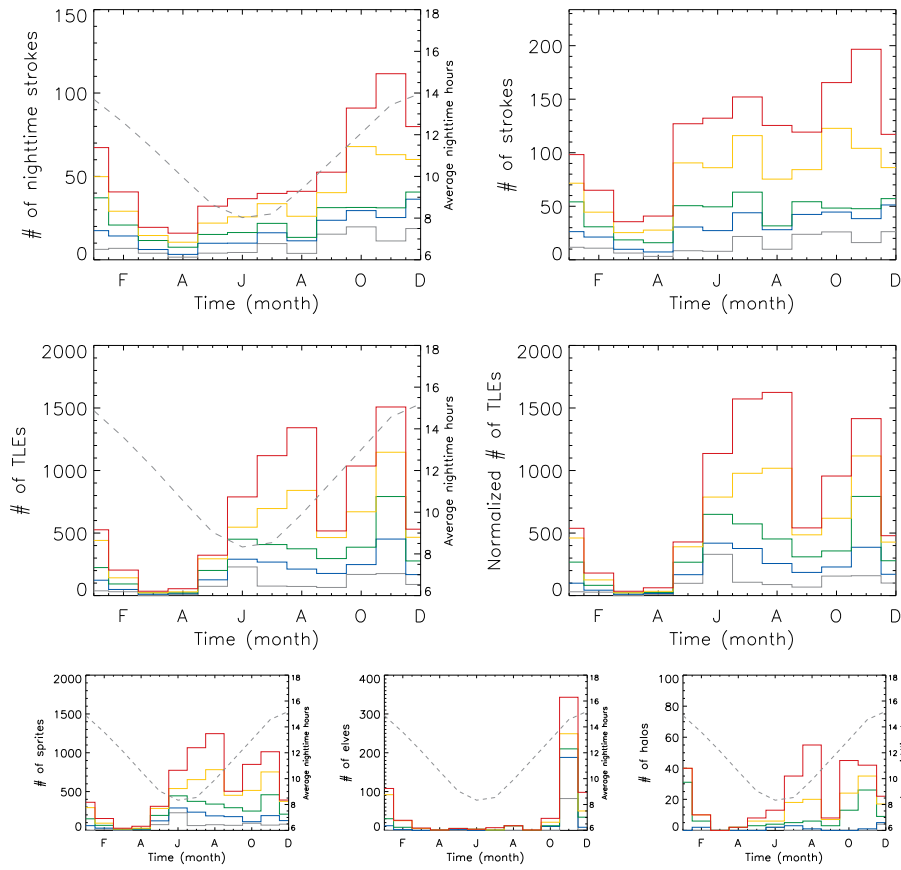 # of nighttime strokes
150
100
50
0
18
16
14
12
10
8
6
Average nighttime hours
F A J A O D
Time (month)
# of strokes
200
150
100
50
0
F A J A O D
Time (month)
# of TLEs
2000
1500
1000
500
0
18
16
14
12
10
8
6
Average nighttime hours
F A J A O D
Time (month)
Normalized # of TLEs
2000
1500
1000
500
0
F A J A O D
Time (month)
# of sprites
2000
1500
1000
500
0
18
16
14
12
10
8
6
Average nighttime hours
F A J A O D
Time (month)
# of elves
400
300
200
100
0
18
16
14
12
10
8
6
Average nighttime hours
F A J A O D
Time (month)
# of halos
100
80
60
40
20
0
18
16
14
12
10
8
6
F A J A O D
Time (month)